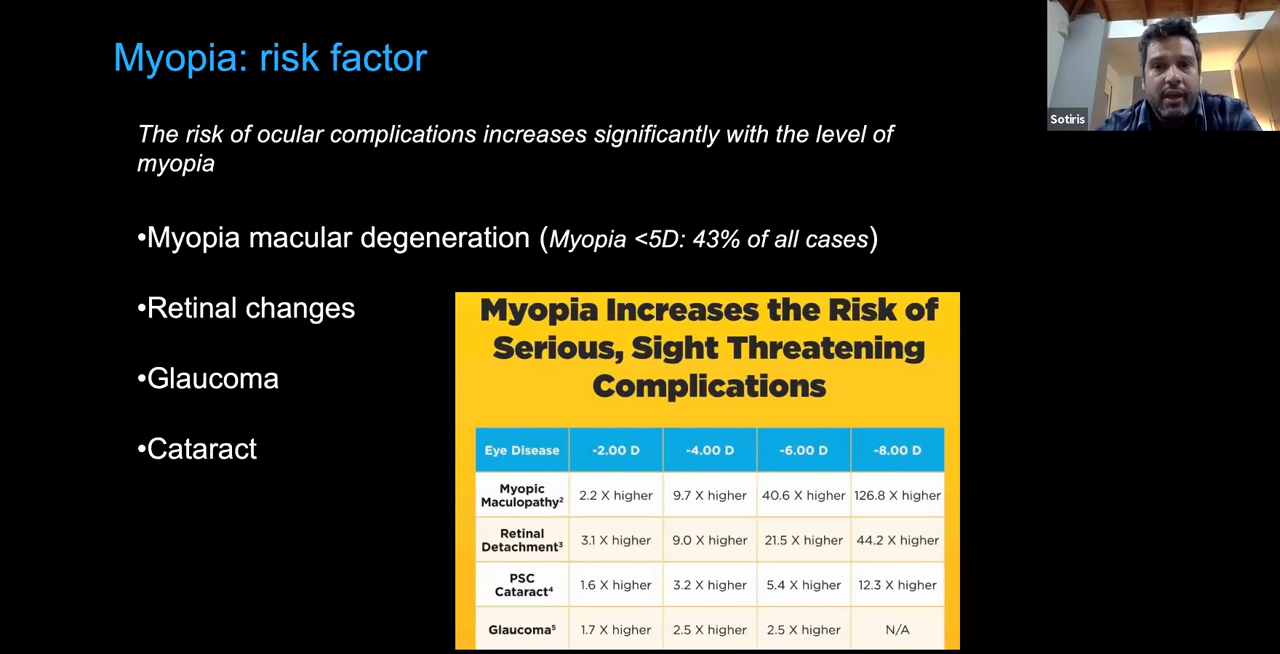 Myopia: risk factor
Sotiris
The risk of ocular complications increases significantly with the level of
myopia
•Myopia macular degeneration (Myopia <5D: 43% of all cases)
•Retinal changes
•Glaucoma
•Cataract
Myopia Increases the Risk of
Serious, Sight Threatening
Complications
Eye Disease -2.00 D -4.00 D -6.00 D -8.00 D
Myopic
Maculopathy² 2.2 X higher 9.7 X higher 40.6 X higher 126.8 X higher
Retinal
Detachment³ 3.1 X higher 9.0 X higher 21.5 X higher 44.2 X higher
PSC
Cataract⁴ 1.6 X higher 3.2 X higher 5.4 X higher 12.3 X higher
Glaucoma⁵ 1.7 X higher 2.5 X higher 2.5 X higher N/A